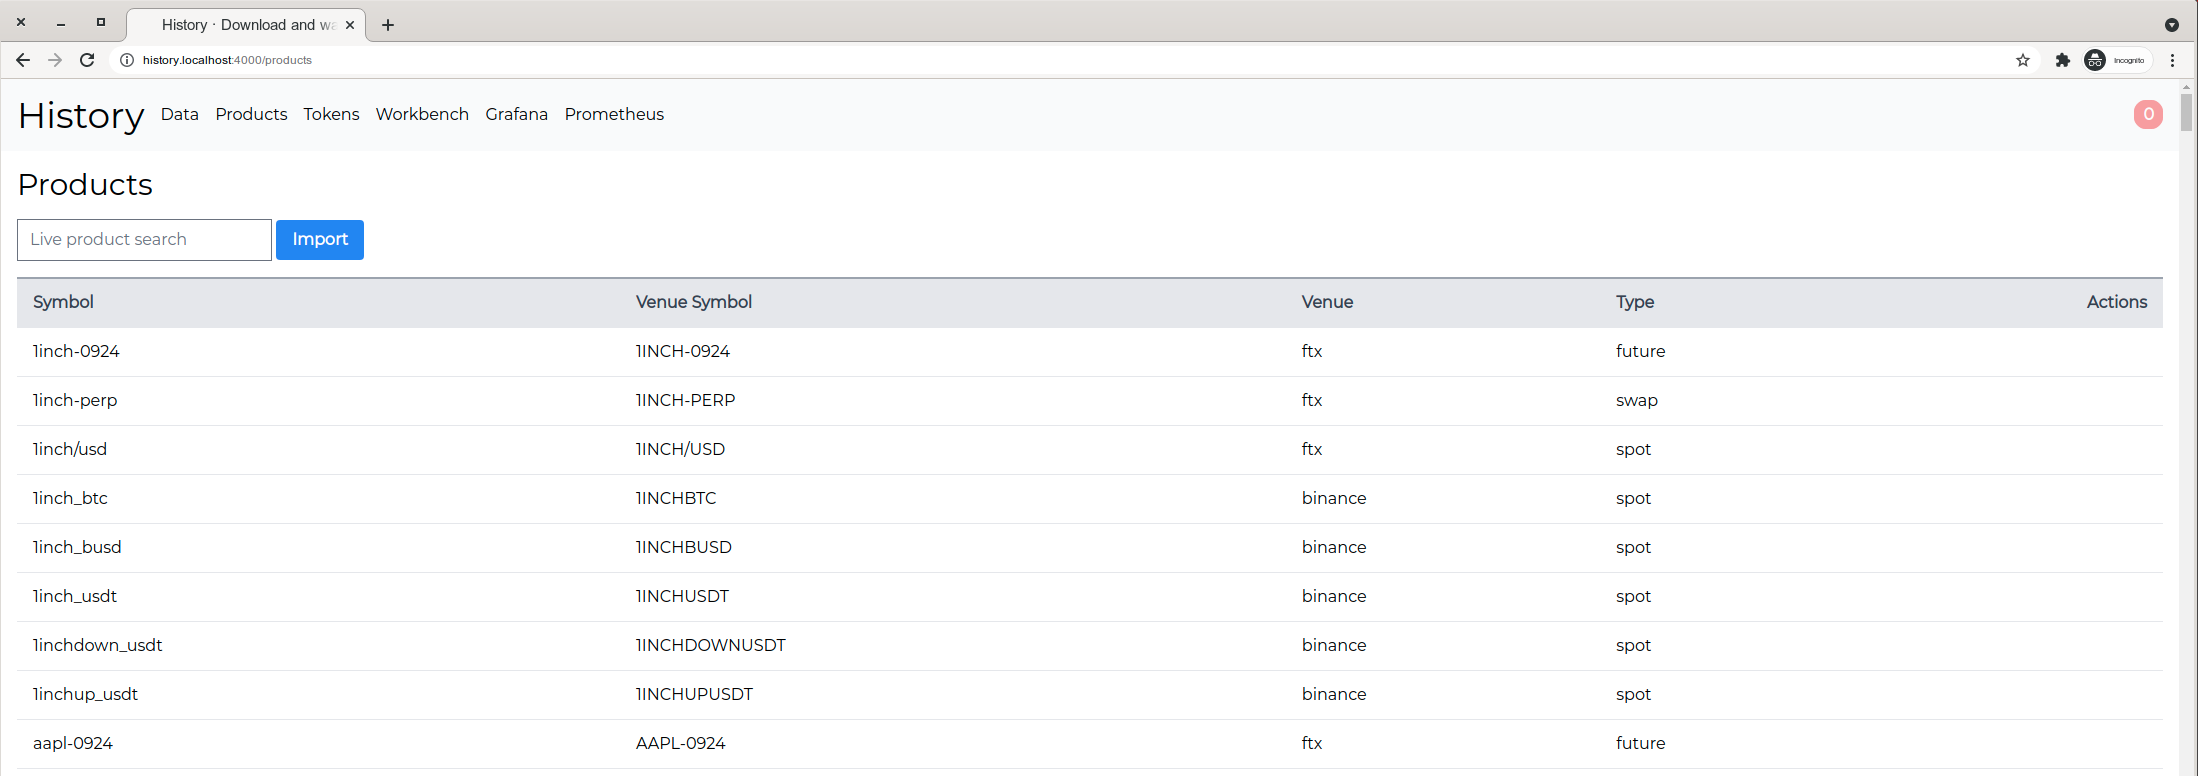 History · Download and wa
history.localhost:4000/products
Incognito
History Data Products Tokens Workbench Grafana Prometheus 0
Products
Live product search Import
Symbol Venue Symbol Venue Type Actions
1inch-0924 1INCH-0924 ftx future
1inch-perp 1INCH-PERP ftx swap
1inch/usd 1INCH/USD ftx spot
1inch_btc 1INCHBTC binance spot
1inch_busd 1INCHBUSD binance spot
1inch_usdt 1INCHUSDT binance spot
1inchdown_usdt 1INCHDOWNUSDT binance spot
1inchup_usdt 1INCHUPUSDT binance spot
aapl-0924 AAPL-0924 ftx future